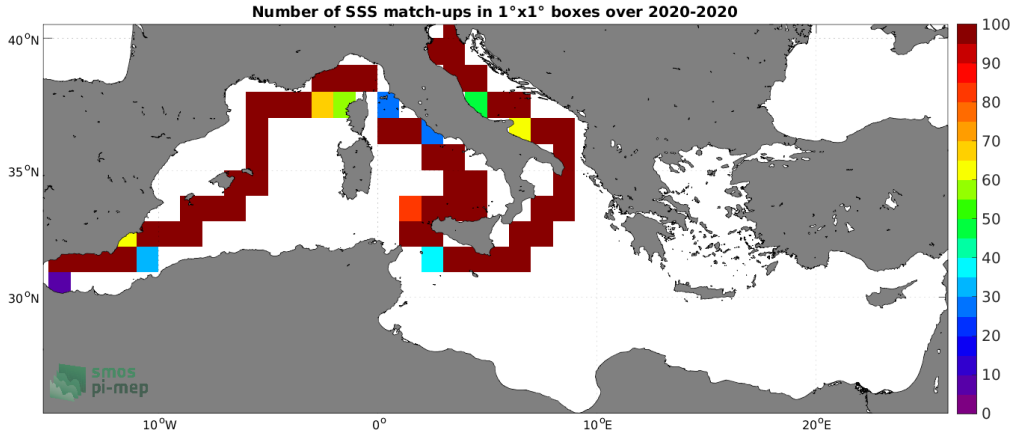 Number of SSS match-ups in 1°x1° boxes over 2020-2020
40°N
35°N
30°N
10°W
0°
10°E
20°E
100
90
80
70
60
50
40
30
20
10
0
smos
pi-mep